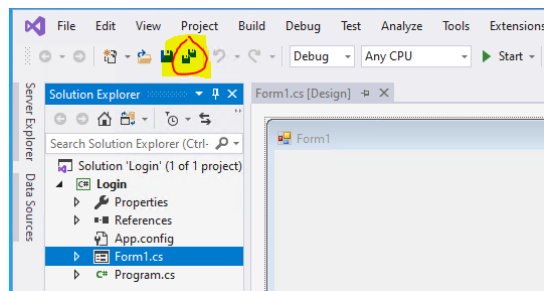 File Edit View Project Build Debug Test Analyze Tools Extensions
Debug Any CPU Start
Server Explorer
Data Sources
Solution Explorer
Form1.cs [Design]
Search Solution Explorer (Ctrl-
Form1
Solution 'Login' (1 of 1 project)
C# Login
Properties
References
App.config
Form1.cs
C# Program.cs